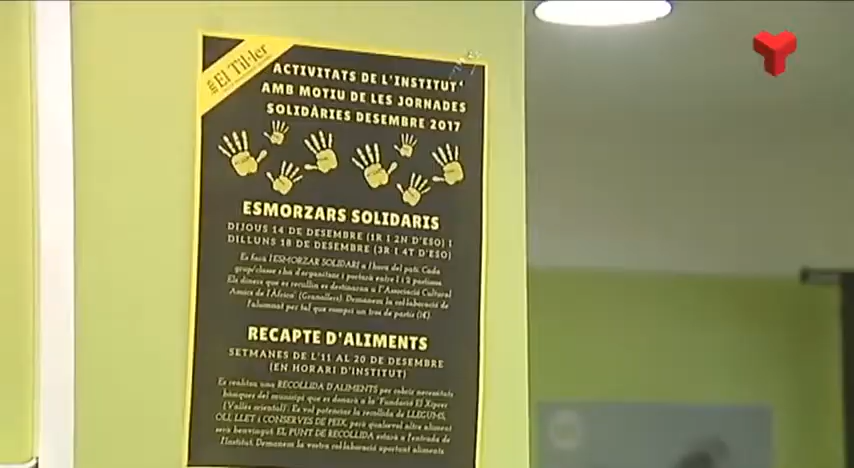 INS El Til·ler
ACTIVITATS DE L'INSTITUT
AMB MOTIU DE LES JORNADES
SOLIDÀRIES DESEMBRE 2017
ESMORZARS SOLIDARIS
DIJOUS 14 DE DESEMBRE (1R I 2N D'ESO) I
DILLUNS 18 DE DESEMBRE (3R I 4T D'ESO)
Es farà l'ESMORZAR SOLIDARI a l'hora del pati. Cada
grup/classe s'ha d'organitzar i portarà entre 1 i 2 pastissos.
Els diners que es recullin es destinaran a l'Associació Cultural
Amics de l'Àfrica (Granollers). Demanem la col·laboració de
l'alumnat per tal que compri un tros de pastís (1€)
RECAPTE D'ALIMENTS
SETMANES DE L'11 AL 20 DE DESEMBRE
(EN HORARI D'INSTITUT)
Es realitza una RECOLLIDA D'ALIMENTS per cobrir necessitats
bàsiques del municipi que es donarà a la Fundació El Xiprer
(Vallès oriental). Es vol potenciar la recollida de LLEGUMS,
OLI, LLET i CONSERVES DE PEIX, però qualsevol altre aliment
serà benvingut. EL PUNT DE RECOLLIDA estarà a l'entrada de
l'Institut. Demanem la vostra col·laboració aportant aliments